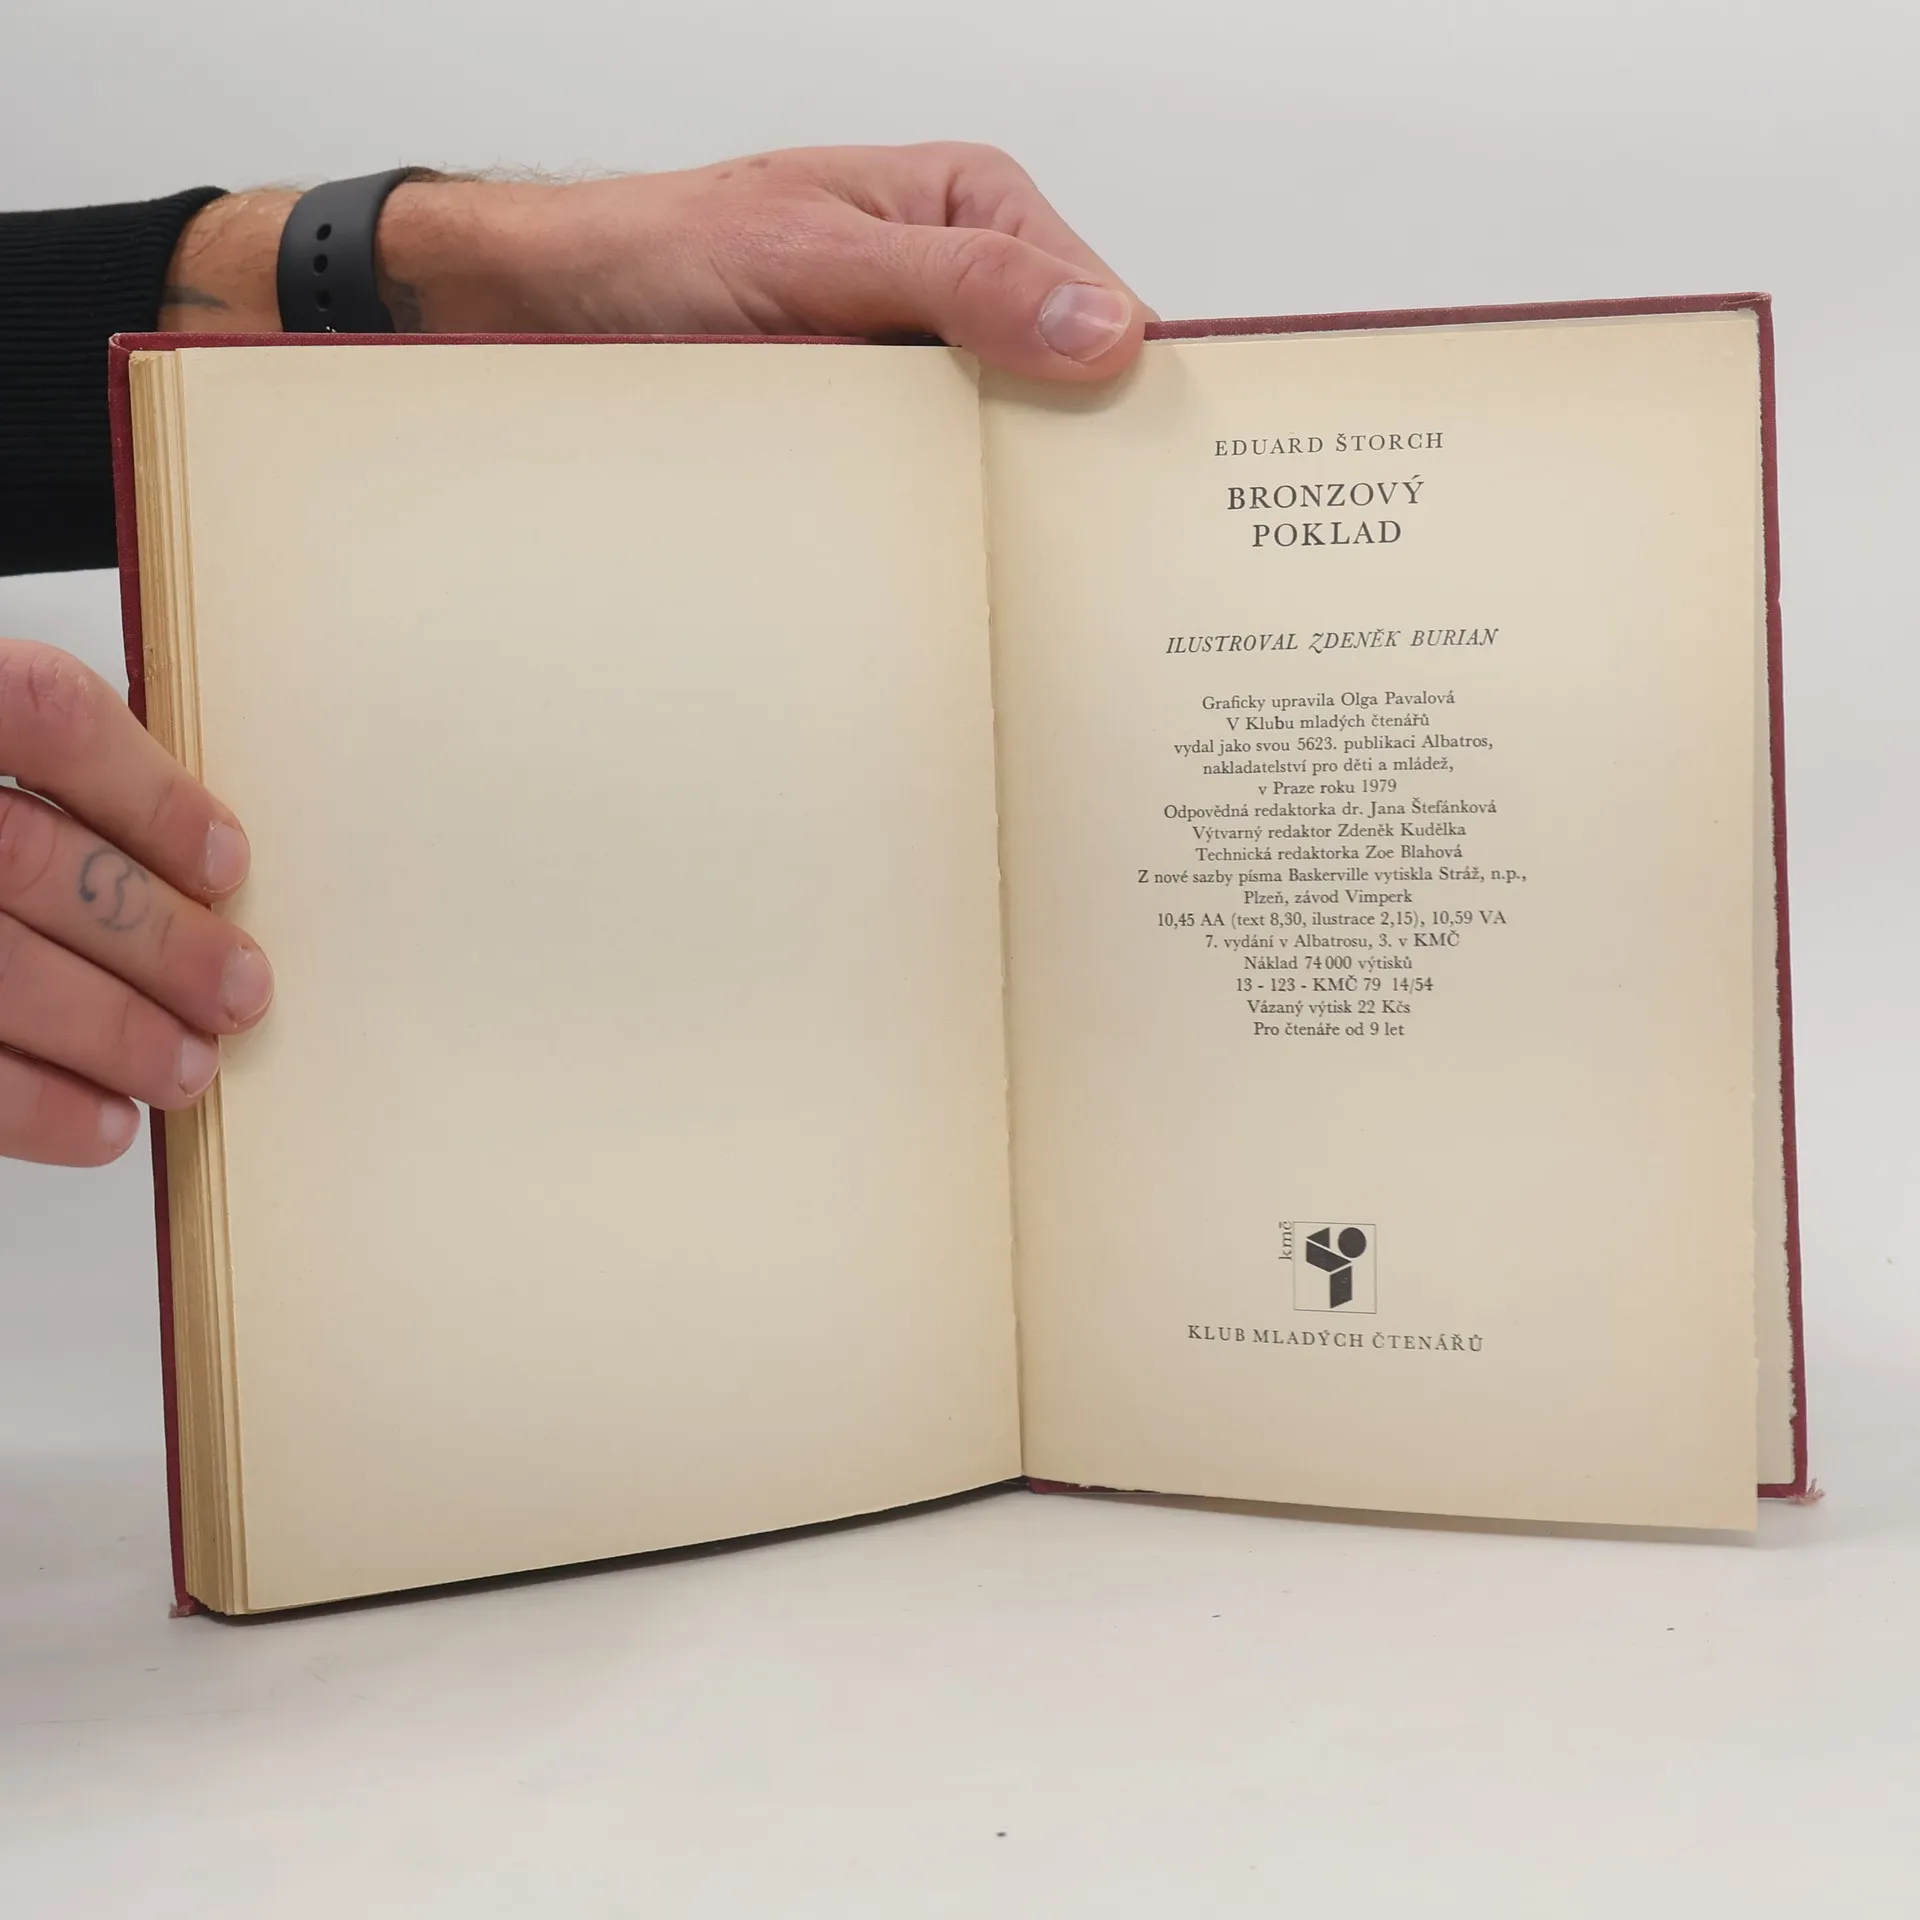 EDUARD ŠTORCH
BRONZOVÝ
POKLAD
ILUSTROVAL ZDENĚK BURIAN
Graficky upravila Olga Pavalová
V Klubu mladých čtenářů
vydal jako svou 5623. publikaci Albatros,
nakladatelství pro děti a mládež,
v Praze roku 1979
Odpovědná redaktorka dr. Jana Štefánková
Výtvarný redaktor Zdeněk Kudělka
Technická redaktorka Zoe Blahová
Z nové sazby písma Baskerville vytiskla Stráž, n.p.,
Plzeň, závod Vimperk
10,45 AA (text 8,30, ilustrace 2,15), 10,59 VA
7. vydání v Albatrosu, 3. v KMČ
Náklad 74 000 výtisků
13 - 123 - KMČ 79 14/54
Vázaný výtisk 22 Kčs
Pro čtenáře od 9 let
kmč
KLUB MLADÝCH ČTENÁŘŮ